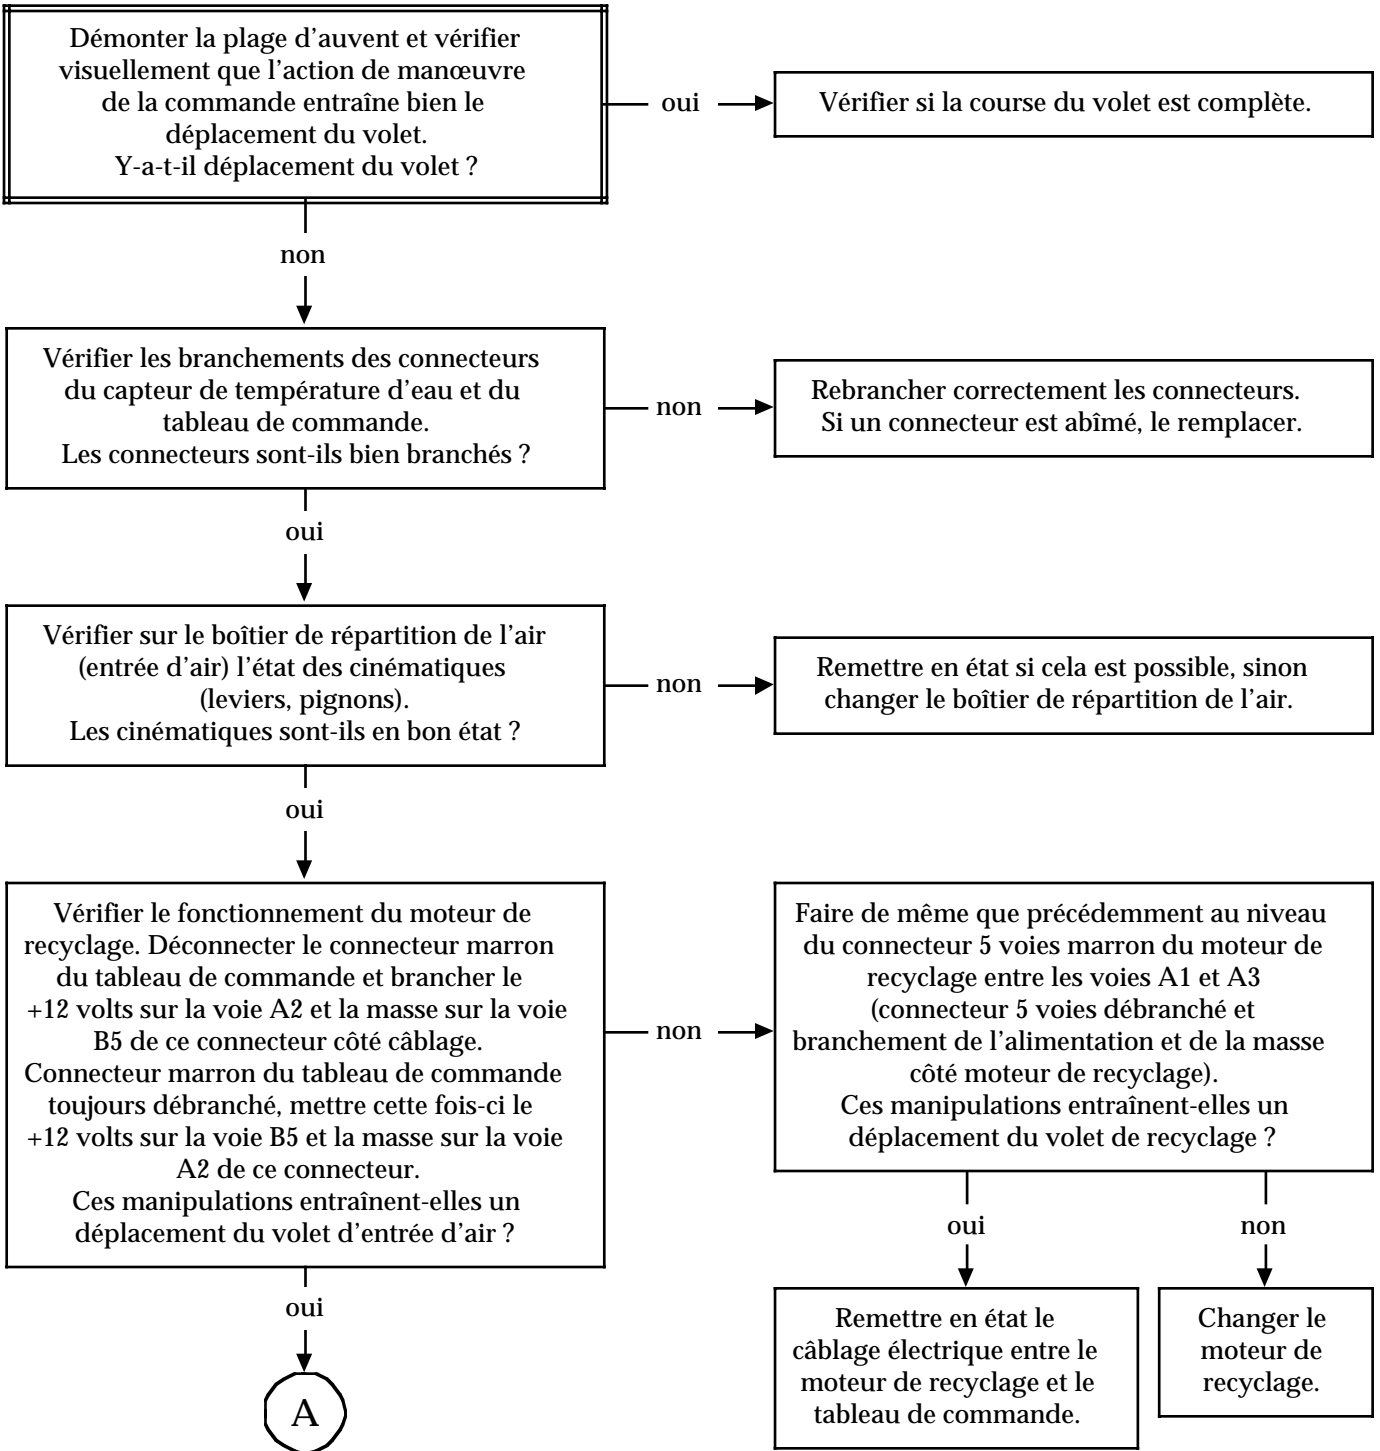 Démonter la plage d'auvent et vérifier
visuellement que l'action de manœuvre
de la commande entraîne bien le
déplacement du volet.
Y-a-t-il déplacement du volet ?
oui
Vérifier si la course du volet est complète.
non
Vérifier les branchements des connecteurs
du capteur de température d'eau et du
tableau de commande.
Les connecteurs sont-ils bien branchés ?
non
Rebrancher correctement les connecteurs.
Si un connecteur est abîmé, le remplacer.
oui
Vérifier sur le boîtier de répartition de l'air
(entrée d'air) l'état des cinématiques
(leviers, pignons).
Les cinématiques sont-ils en bon état ?
non
Remettre en état si cela est possible, sinon
changer le boîtier de répartition de l'air.
oui
Vérifier le fonctionnement du moteur de
recyclage. Déconnecter le connecteur marron
du tableau de commande et brancher le
+12 volts sur la voie A2 et la masse sur la voie
B5 de ce connecteur côté câblage.
Connecteur marron du tableau de commande
toujours débranché, mettre cette fois-ci le
+12 volts sur la voie B5 et la masse sur la voie
A2 de ce connecteur.
Ces manipulations entraînent-elles un
déplacement du volet d'entrée d'air ?
non
Faire de même que précédemment au niveau
du connecteur 5 voies marron du moteur de
recyclage entre les voies A1 et A3
(connecteur 5 voies débranché et
branchement de l'alimentation et de la masse
côté moteur de recyclage).
Ces manipulations entraînent-elles un
déplacement du volet de recyclage ?
oui
non
oui
Remettre en état le
câblage électrique entre le
moteur de recyclage et le
tableau de commande.
Changer le
moteur de
recyclage.
A